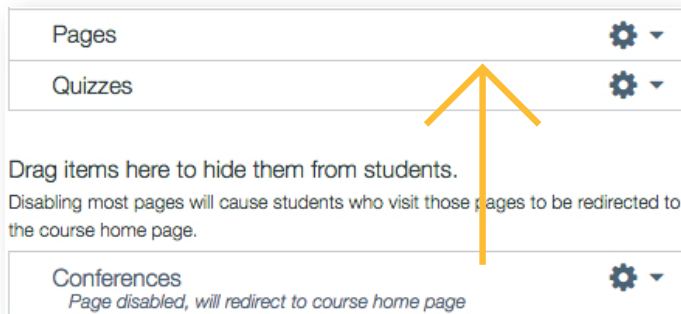 Pages
Quizzes
Drag items here to hide them from students.
Disabling most pages will cause students who visit those pages to be redirected to
the course home page.
Conferences
Page disabled, will redirect to course home page